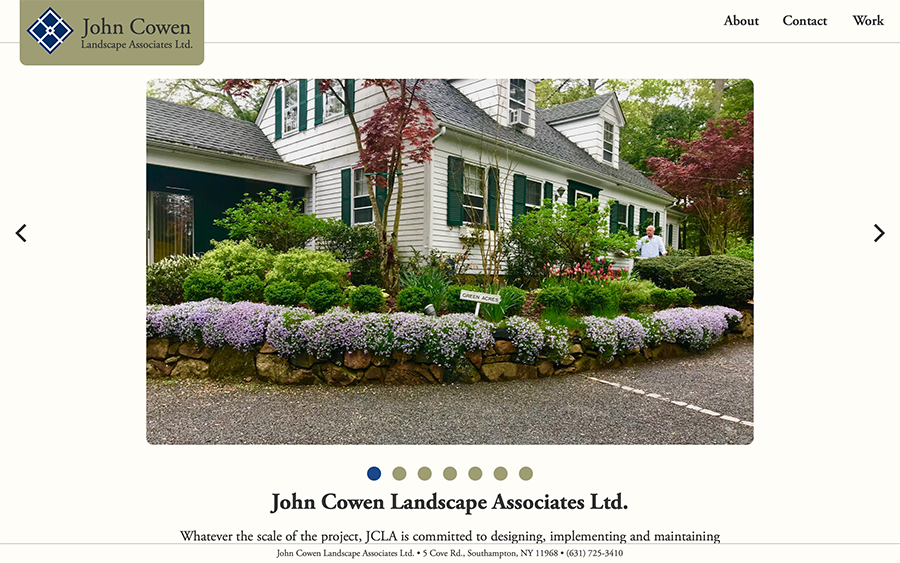 John Cowen
Landscape Associates Ltd.
About Contact Work
GREEN ACRES
John Cowen Landscape Associates Ltd.
Whatever the scale of the project, JCLA is committed to designing, implementing and maintaining
John Cowen Landscape Associates Ltd. • 5 Cove Rd., Southampton, NY 11968 • (631) 725-3410